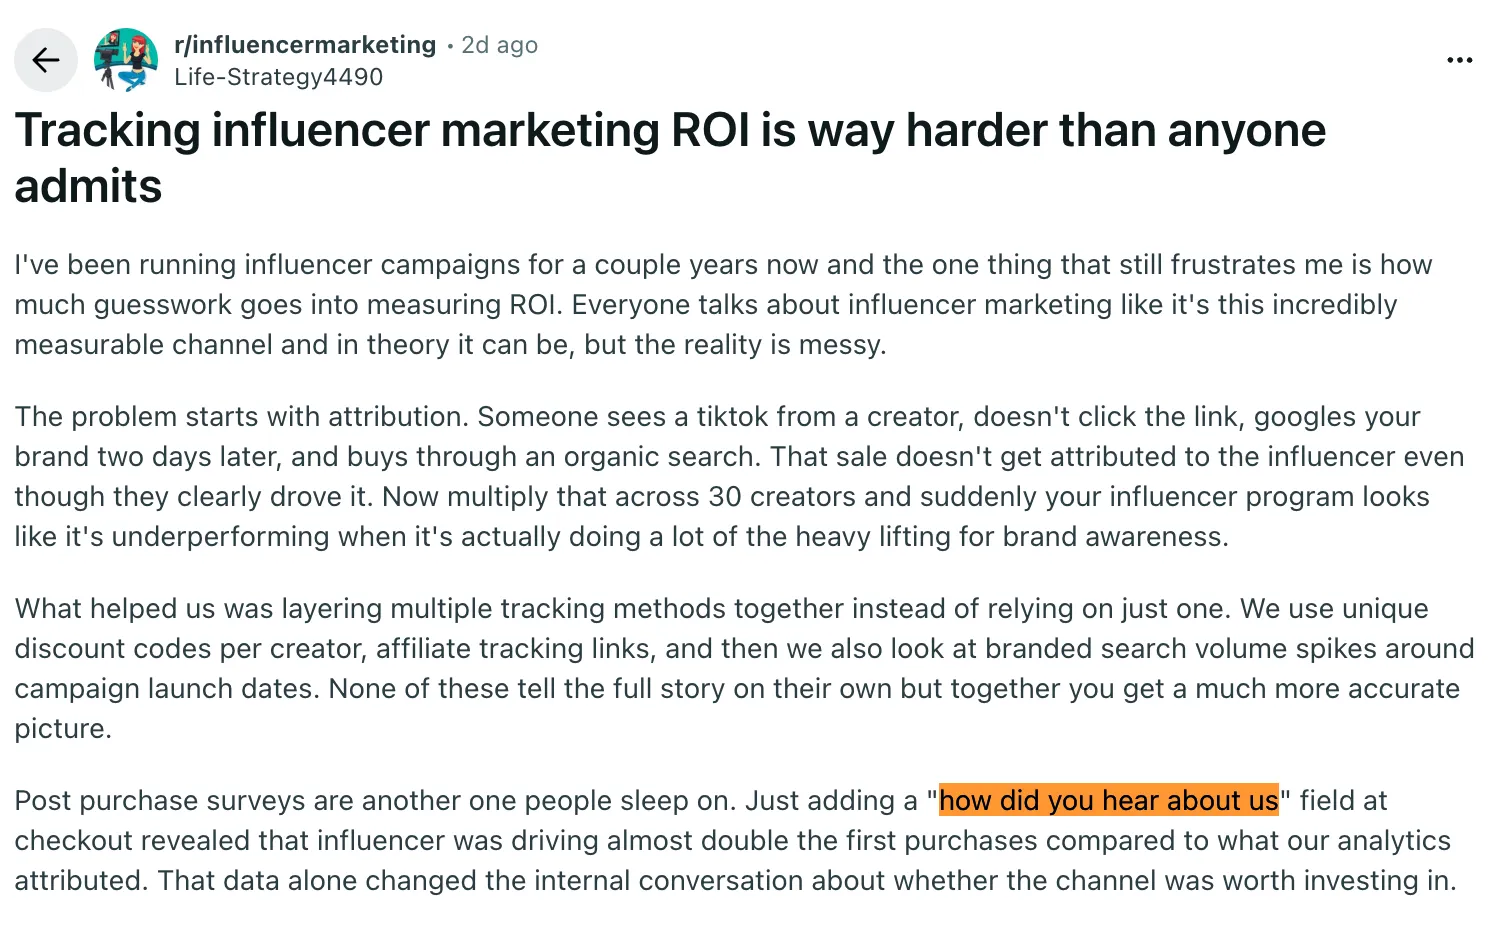 r/influencermarketing • 2d ago
Life-Strategy4490
Tracking influencer marketing ROI is way harder than anyone
admits
I've been running influencer campaigns for a couple years now and the one thing that still frustrates me is how
much guesswork goes into measuring ROI. Everyone talks about influencer marketing like it's this incredibly
measurable channel and in theory it can be, but the reality is messy.
The problem starts with attribution. Someone sees a tiktok from a creator, doesn't click the link, googles your
brand two days later, and buys through an organic search. That sale doesn't get attributed to the influencer even
though they clearly drove it. Now multiply that across 30 creators and suddenly your influencer program looks
like it's underperforming when it's actually doing a lot of the heavy lifting for brand awareness.
What helped us was layering multiple tracking methods together instead of relying on just one. We use unique
discount codes per creator, affiliate tracking links, and then we also look at branded search volume spikes around
campaign launch dates. None of these tell the full story on their own but together you get a much more accurate
picture.
Post purchase surveys are another one people sleep on. Just adding a "how did you hear about us" field at
checkout revealed that influencer was driving almost double the first purchases compared to what our analytics
attributed. That data alone changed the internal conversation about whether the channel was worth investing in.